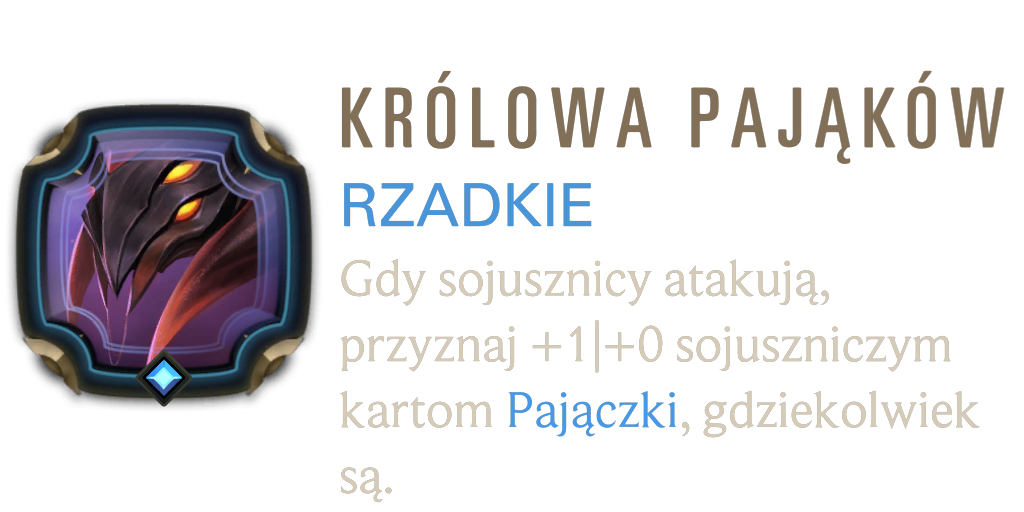 KRÓLOWA PAJĄKÓW
RZADKIE
Gdy sojusznicy atakują,
przyznaj +1|+0 sojuszniczym
kartom Pajączki, gdziekolwiek
są.